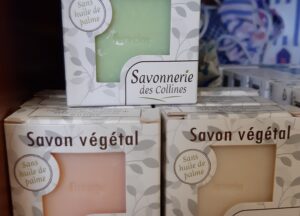 Sans
huile de
palme
Savonnerie
des Collines
Savon végétal
Sans
huile de
palme
Savon végétal
Sans
huile de
palme